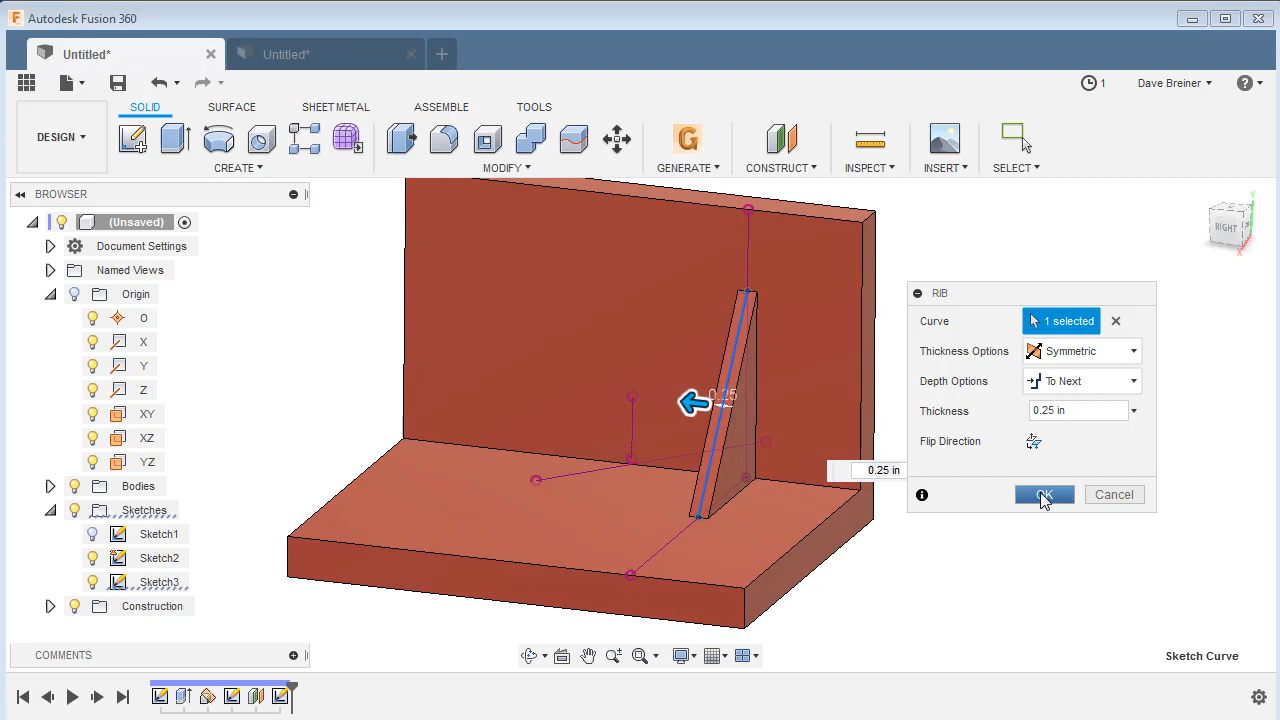 Autodesk Fusion 360
Untitled*
Untitled*
1
Dave Breiner
DESIGN
SOLID
SURFACE
SHEET METAL
ASSEMBLE
TOOLS
CREATE
MODIFY
GENERATE
CONSTRUCT
INSPECT
INSERT
SELECT
BROWSER
(Unsaved)
Document Settings
Named Views
Origin
O
X
Y
Z
XY
XZ
YZ
Bodies
Sketches
Sketch1
Sketch2
Sketch3
Construction
RIGHT
Y
X
0.25
0.25 in
RIB
Curve 1 selected
Thickness Options Symmetric
Depth Options To Next
Thickness 0.25 in
Flip Direction
OK Cancel
COMMENTS
Sketch Curve